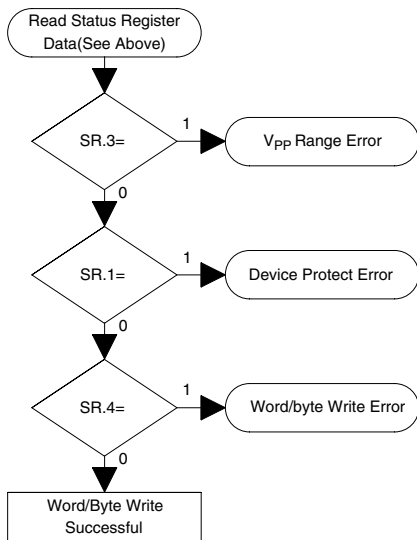 Read Status Register
Data(See Above)
SR.3=
1
VPP Range Error
0
SR.1=
1
Device Protect Error
0
SR.4=
1
Word/byte Write Error
0
Word/Byte Write
Successful